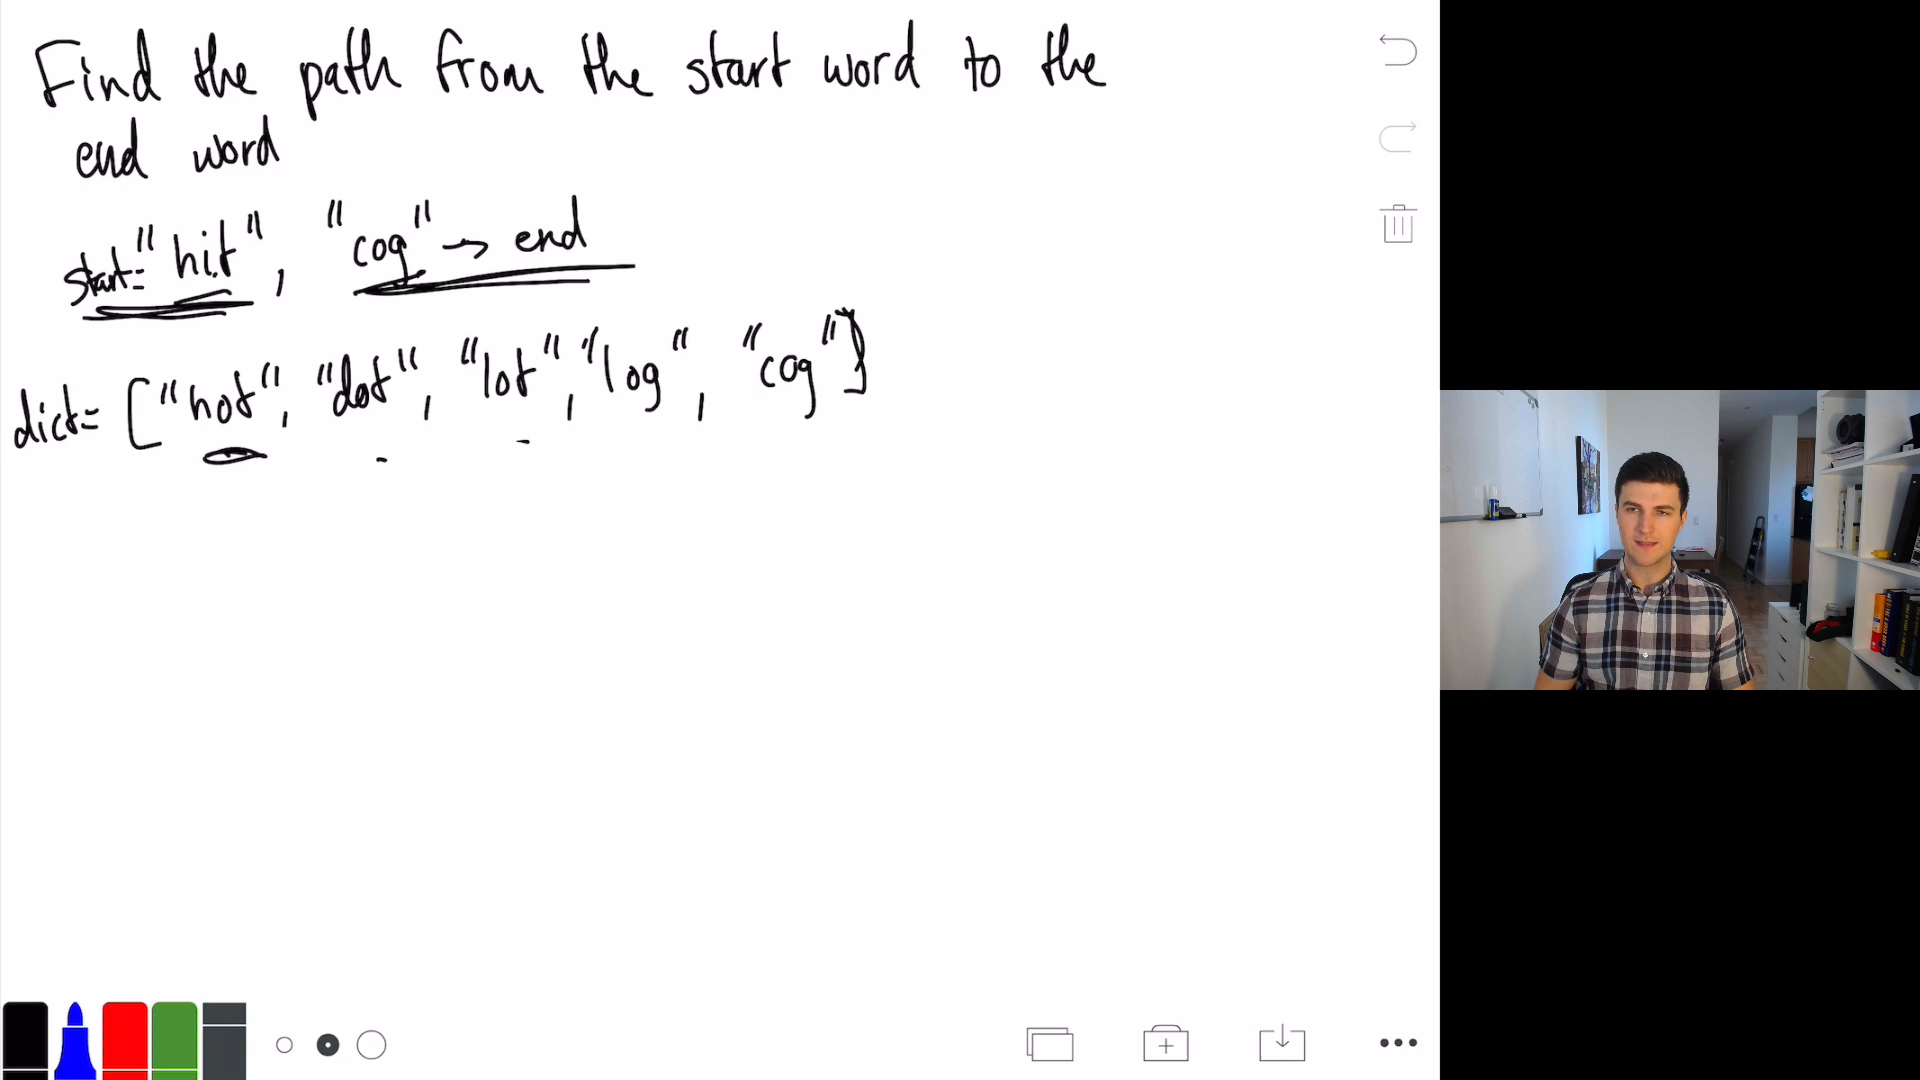 Find the path from the start word to the
end word
start= "hit", "cog" → end
dict= ["hot", "dot", "lot", "log", "cog"]